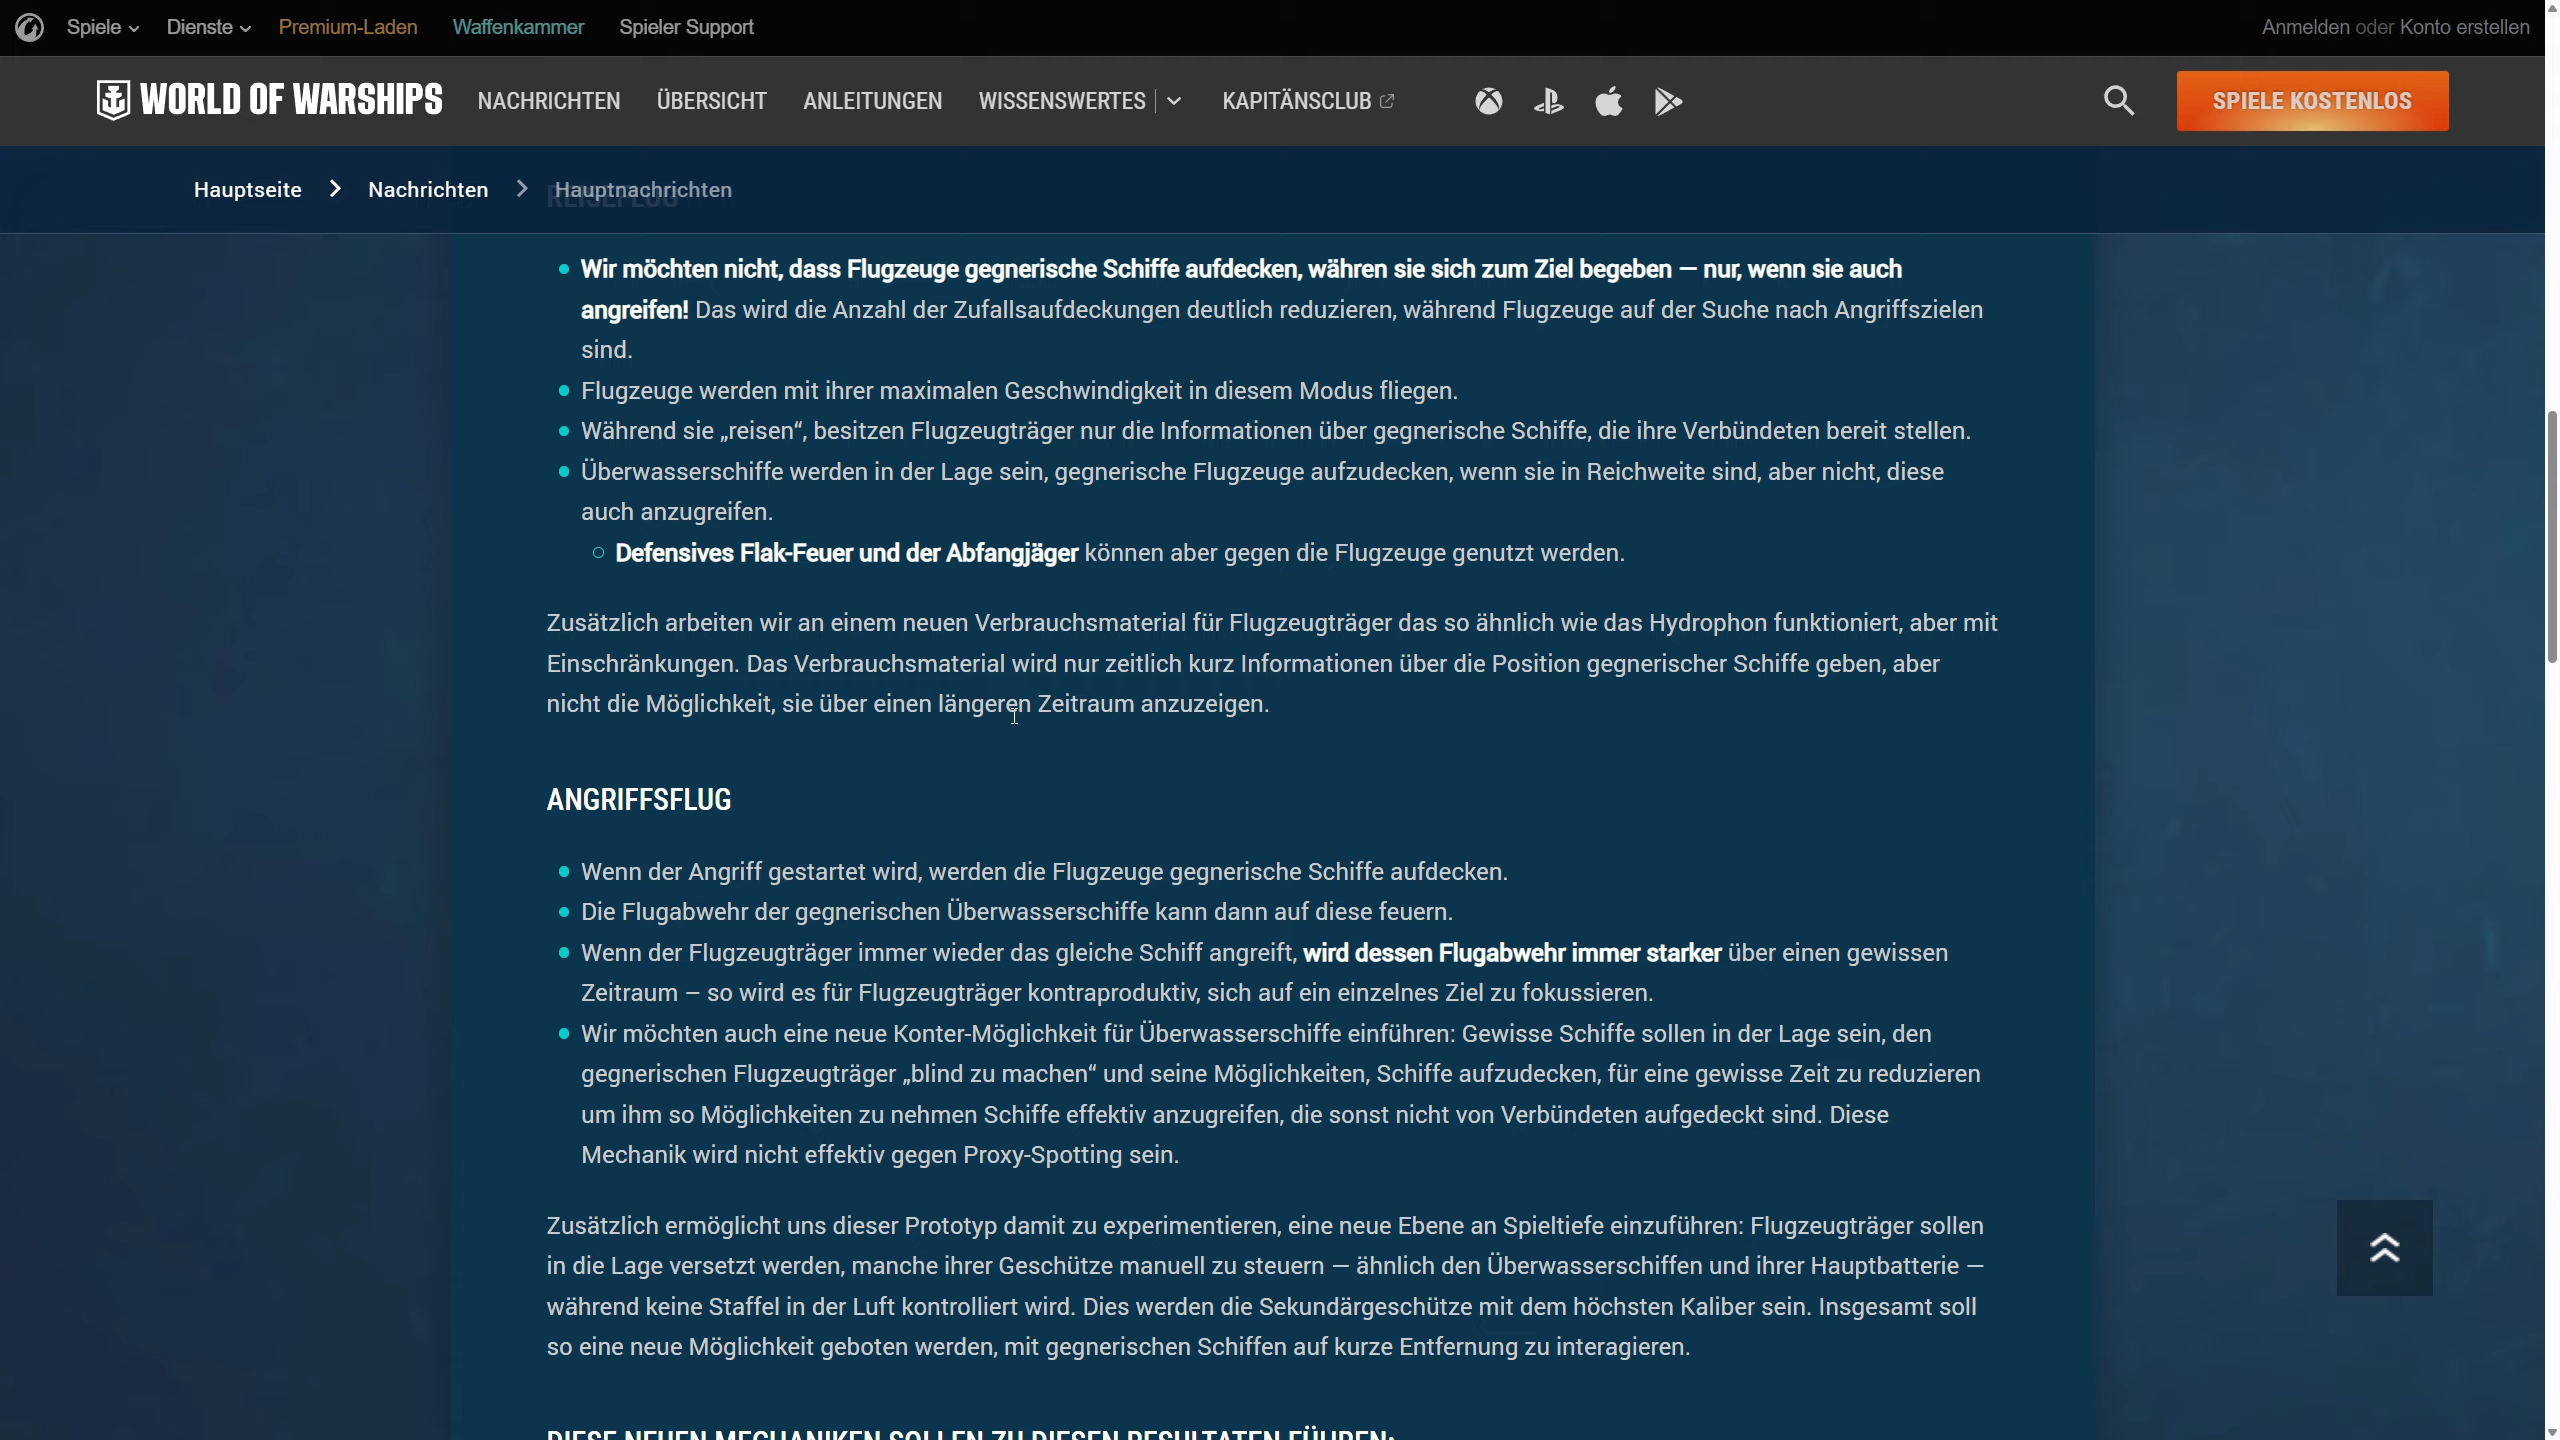 Spiele Dienste Premium-Laden Waffenkammer Spieler Support Anmelden oder Konto erstellen
WORLD OF WARSHIPS NACHRICHTEN ÜBERSICHT ANLEITUNGEN WISSENSWERTES KAPITÄNSCLUB SPIELE KOSTENLOS
Hauptseite Nachrichten Hauptnachrichten
REISEFLUG
Wir möchten nicht, dass Flugzeuge gegnerische Schiffe aufdecken, währen sie sich zum Ziel begeben — nur, wenn sie auch
angreifen! Das wird die Anzahl der Zufallsaufdeckungen deutlich reduzieren, während Flugzeuge auf der Suche nach Angriffszielen
sind.
Flugzeuge werden mit ihrer maximalen Geschwindigkeit in diesem Modus fliegen.
Während sie „reisen“, besitzen Flugzeugträger nur die Informationen über gegnerische Schiffe, die ihre Verbündeten bereit stellen.
Überwasserschiffe werden in der Lage sein, gegnerische Flugzeuge aufzudecken, wenn sie in Reichweite sind, aber nicht, diese
auch anzugreifen.
Defensives Flak-Feuer und der Abfangjäger können aber gegen die Flugzeuge genutzt werden.
Zusätzlich arbeiten wir an einem neuen Verbrauchsmaterial für Flugzeugträger das so ähnlich wie das Hydrophon funktioniert, aber mit
Einschränkungen. Das Verbrauchsmaterial wird nur zeitlich kurz Informationen über die Position gegnerischer Schiffe geben, aber
nicht die Möglichkeit, sie über einen längeren Zeitraum anzuzeigen.
ANGRIFFSFLUG
Wenn der Angriff gestartet wird, werden die Flugzeuge gegnerische Schiffe aufdecken.
Die Flugabwehr der gegnerischen Überwasserschiffe kann dann auf diese feuern.
Wenn der Flugzeugträger immer wieder das gleiche Schiff angreift, wird dessen Flugabwehr immer starker über einen gewissen
Zeitraum – so wird es für Flugzeugträger kontraproduktiv, sich auf ein einzelnes Ziel zu fokussieren.
Wir möchten auch eine neue Konter-Möglichkeit für Überwasserschiffe einführen: Gewisse Schiffe sollen in der Lage sein, den
gegnerischen Flugzeugträger „blind zu machen“ und seine Möglichkeiten, Schiffe aufzudecken, für eine gewisse Zeit zu reduzieren
um ihm so Möglichkeiten zu nehmen Schiffe effektiv anzugreifen, die sonst nicht von Verbündeten aufgedeckt sind. Diese
Mechanik wird nicht effektiv gegen Proxy-Spotting sein.
Zusätzlich ermöglicht uns dieser Prototyp damit zu experimentieren, eine neue Ebene an Spieltiefe einzuführen: Flugzeugträger sollen
in die Lage versetzt werden, manche ihrer Geschütze manuell zu steuern — ähnlich den Überwasserschiffen und ihrer Hauptbatterie —
während keine Staffel in der Luft kontrolliert wird. Dies werden die Sekundärgeschütze mit dem höchsten Kaliber sein. Insgesamt soll
so eine neue Möglichkeit geboten werden, mit gegnerischen Schiffen auf kurze Entfernung zu interagieren.
DIESE NEUEN MECHANIKEN SOLLEN ZU DIESEN RESULTATEN FÜHREN: